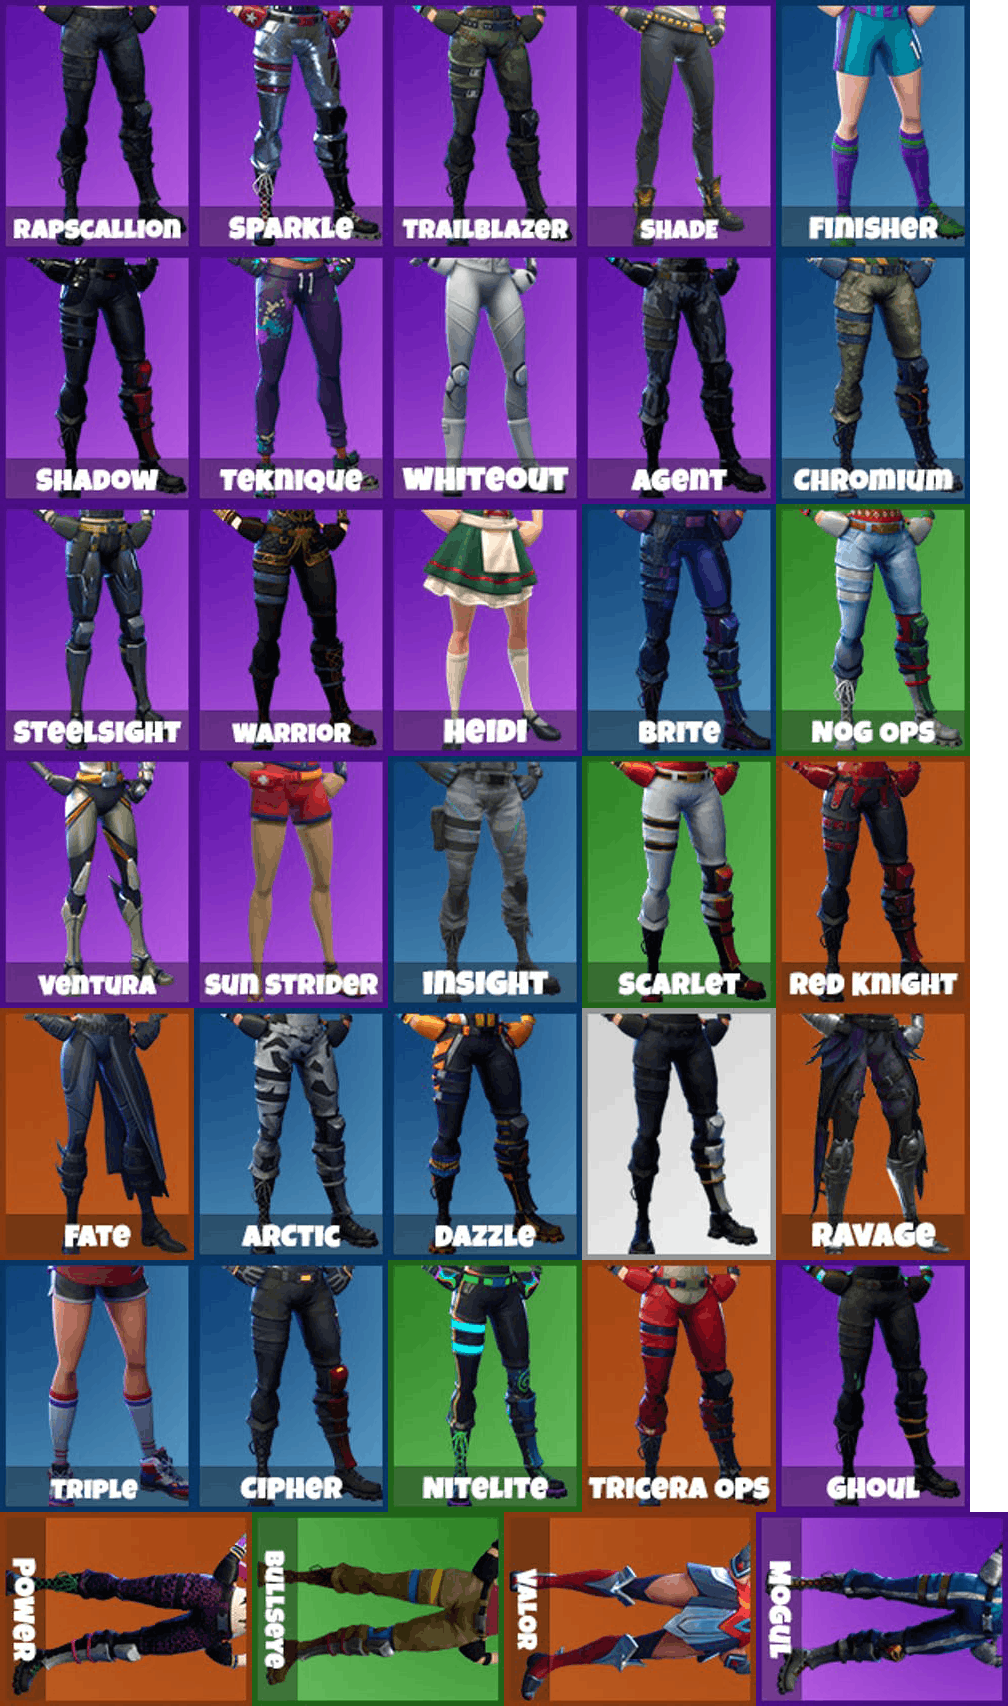 RAPSCALLION
SPARKLE
TRAILBLAZER
SHADE
FINISHER
SHADOW
TEKNIQUE
WHITEOUT
AGENT
CHROMIUM
STEELSIGHT
WARRIOR
HEIDI
BRITE
NOG OPS
VENTURA
SUN STRIDER
INSIGHT
SCARLET
RED KNIGHT
FATE
ARCTIC
DAZZLE
RAVAGE
TRIPLE
CIPHER
NITELITE
TRICERA OPS
GHOUL
POWER
BULLSEYE
VALOR
MOGUL